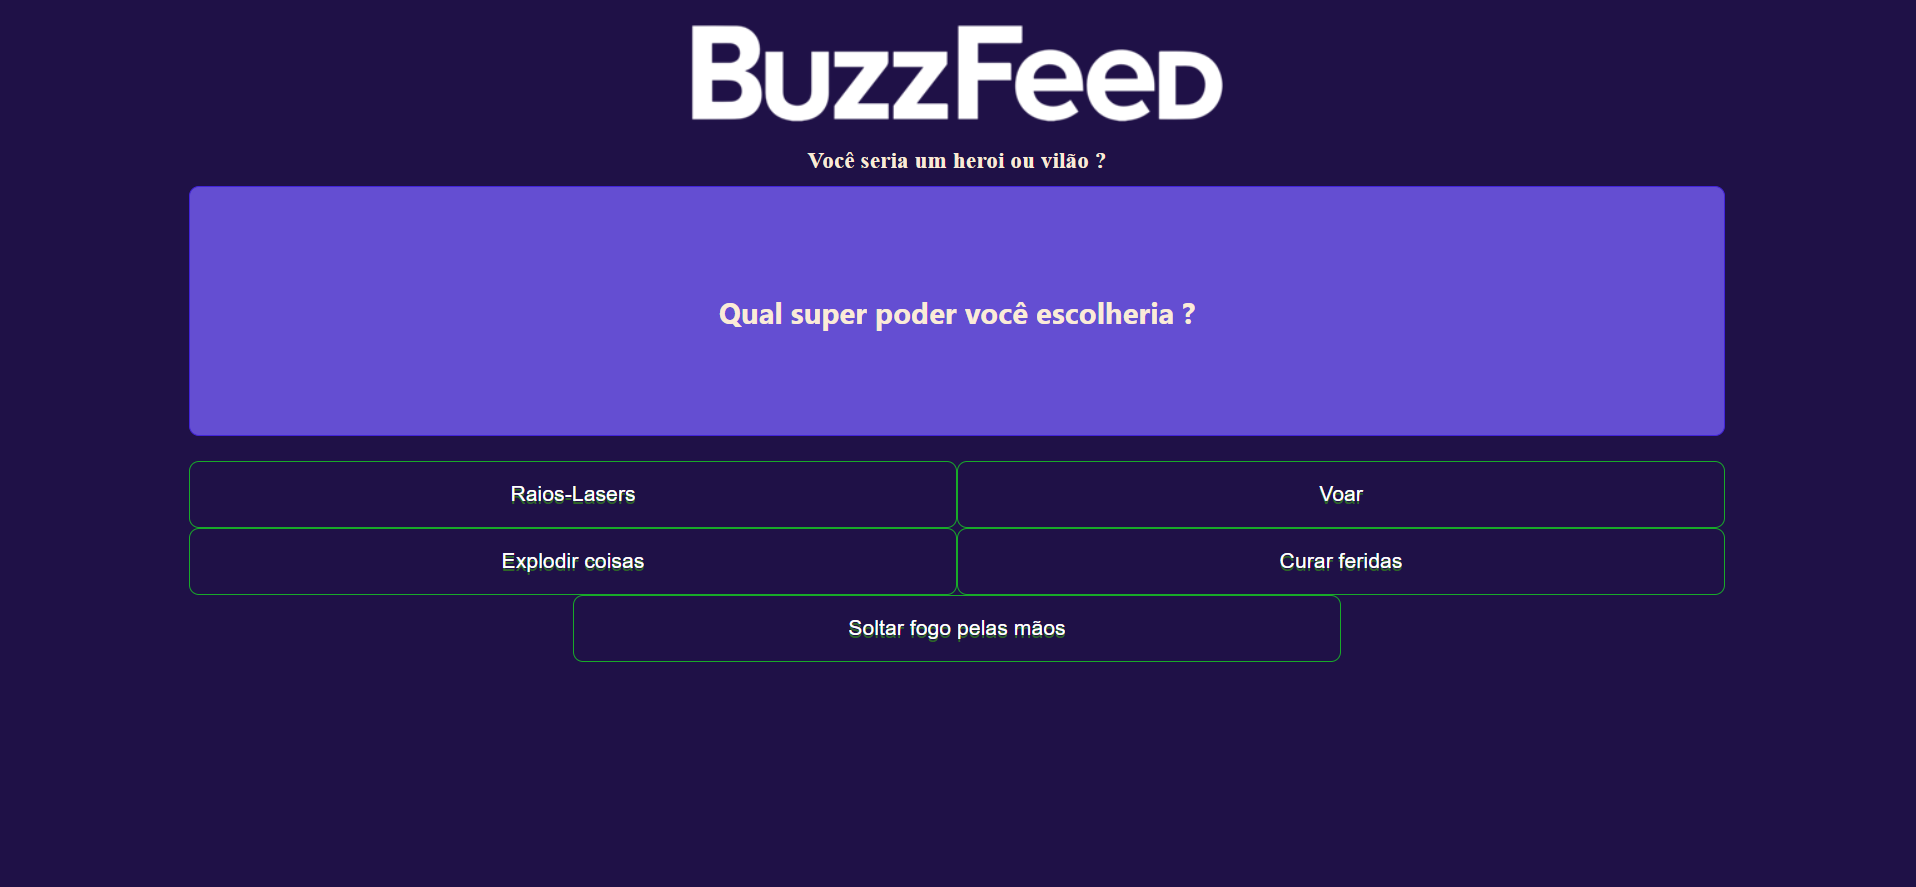 BuzzFeed
Você seria um heroi ou vilão ?
Qual super poder você escolheria ?
Raios-Lasers
Voar
Explodir coisas
Curar feridas
Soltar fogo pelas mãos